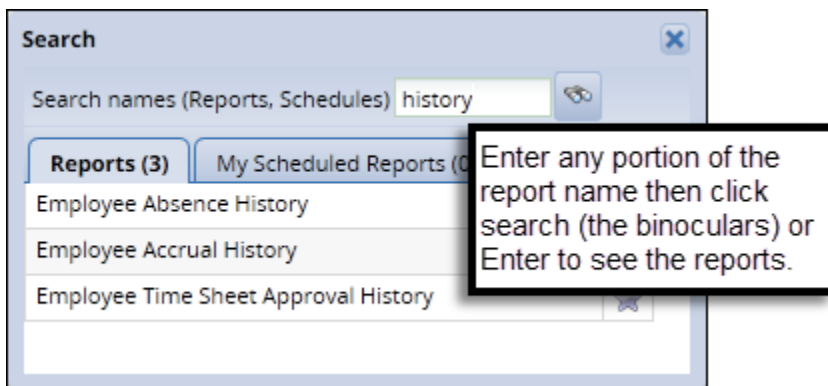 Search
Search names (Reports, Schedules) history
Reports (3) My Scheduled Reports (0
Enter any portion of the
report name then click
search (the binoculars) or
Enter to see the reports.
Employee Absence History
Employee Accrual History
Employee Time Sheet Approval History